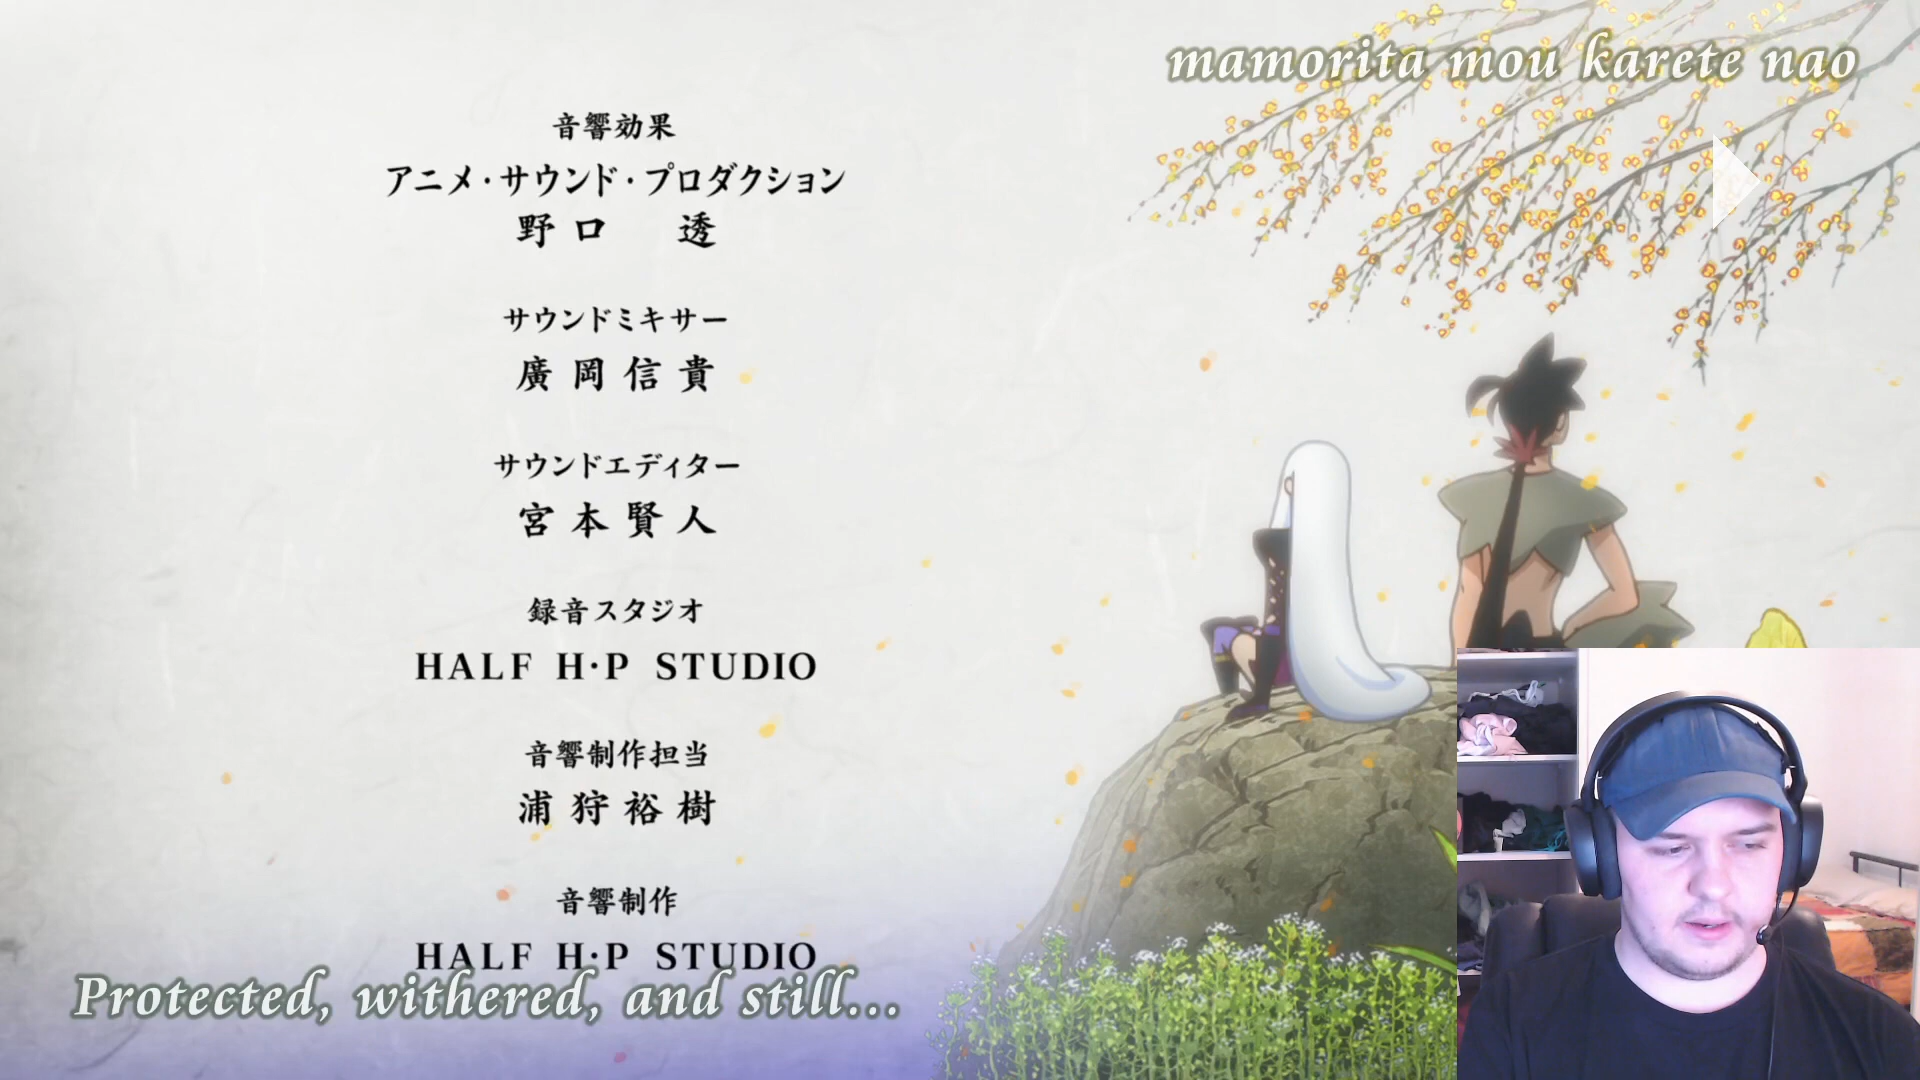 mamorita mou karete nao
音響効果
アニメ・サウンド・プロダクション
野口 透
サウンドミキサー
廣岡信貴
サウンドエディター
宮本賢人
録音スタジオ
HALF H・P STUDIO
音響制作担当
浦狩裕樹
音響制作
HALF H・P STUDIO
Protected, withered, and still...